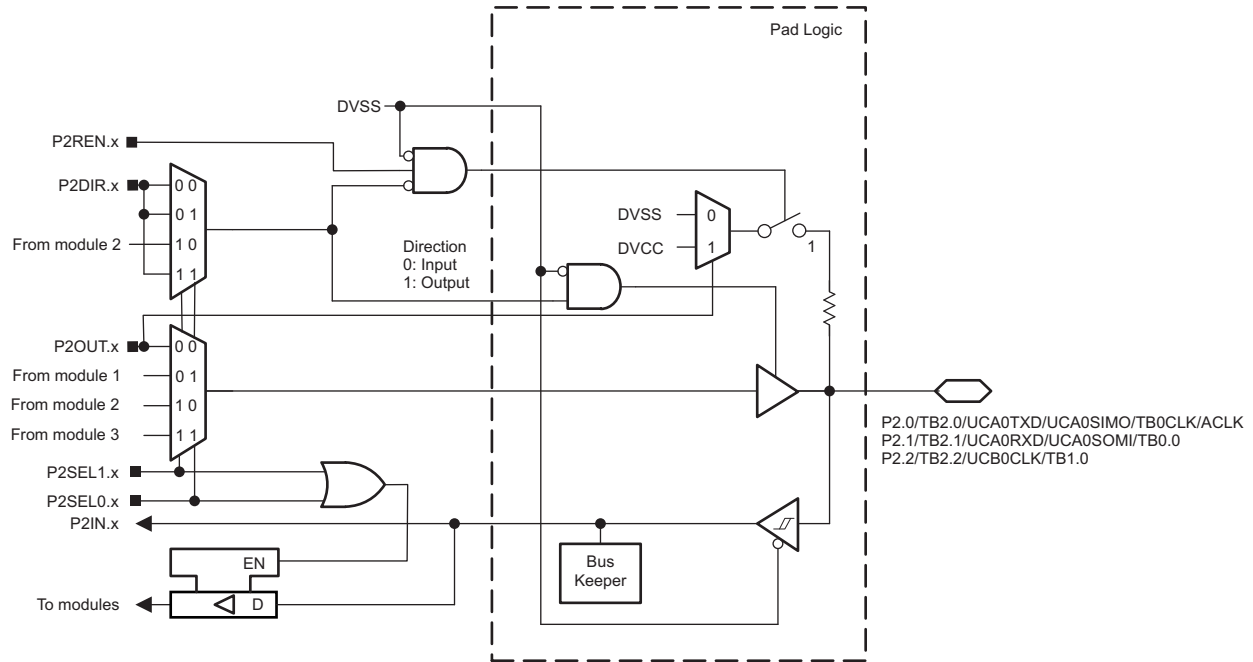 Pad Logic
DVSS
P2REN.x
P2DIR.x
0 0
0 1
From module 2
1 0
1 1
Direction
0: Input
1: Output
DVSS
0
DVCC
1
1
P2OUT.x
0 0
From module 1
0 1
From module 2
1 0
From module 3
1 1
P2.0/TB2.0/UCA0TXD/UCA0SIMO/TB0CLK/ACLK
P2.1/TB2.1/UCA0RXD/UCA0SOMI/TB0.0
P2.2/TB2.2/UCB0CLK/TB1.0
P2SEL1.x
P2SEL0.x
P2IN.x
EN
Bus
Keeper
To modules
D